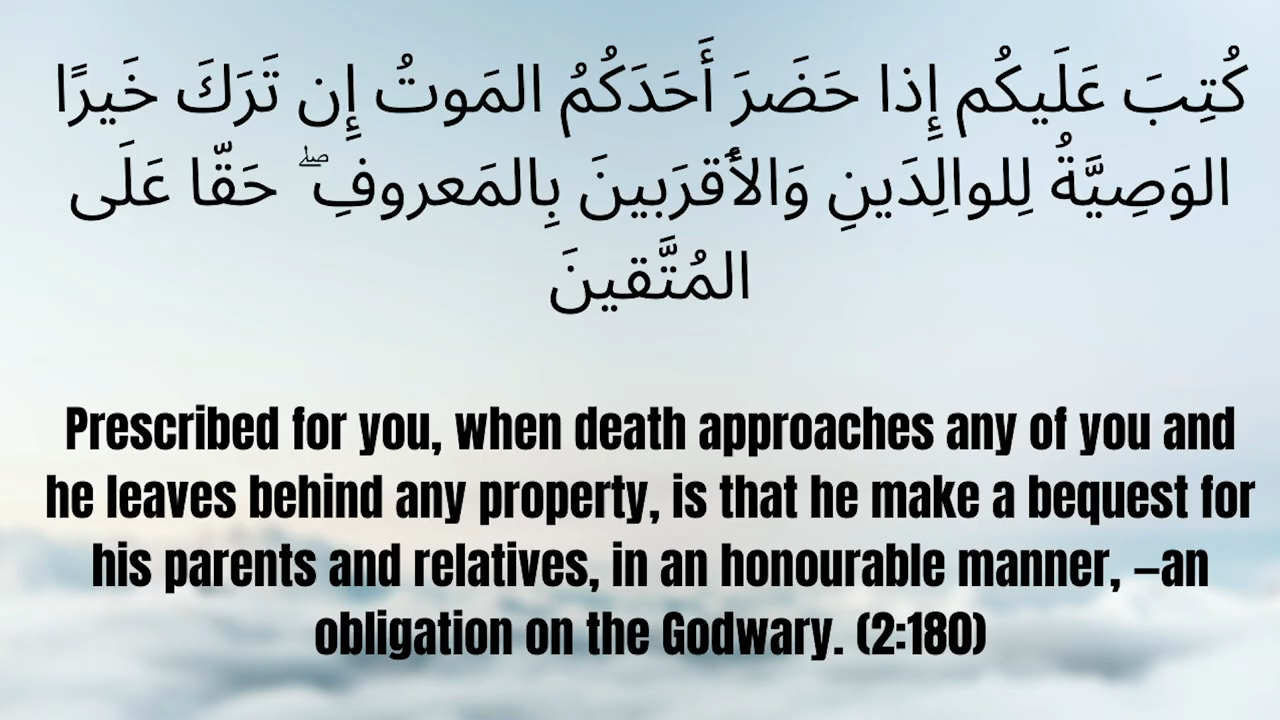 كُتِبَ عَلَيكُم إِذا حَضَرَ أَحَدَكُمُ المَوتُ إِن تَرَكَ خَيرًا
الوَصِيَّةُ لِلوالِدَينِ وَالأَقرَبينَ بِالمَعروفِ ۖ حَقّا عَلَى
المُتَّقينَ
Prescribed for you, when death approaches any of you and
he leaves behind any property, is that he make a bequest for
his parents and relatives, in an honourable manner, –an
obligation on the Godwary. (2:180)